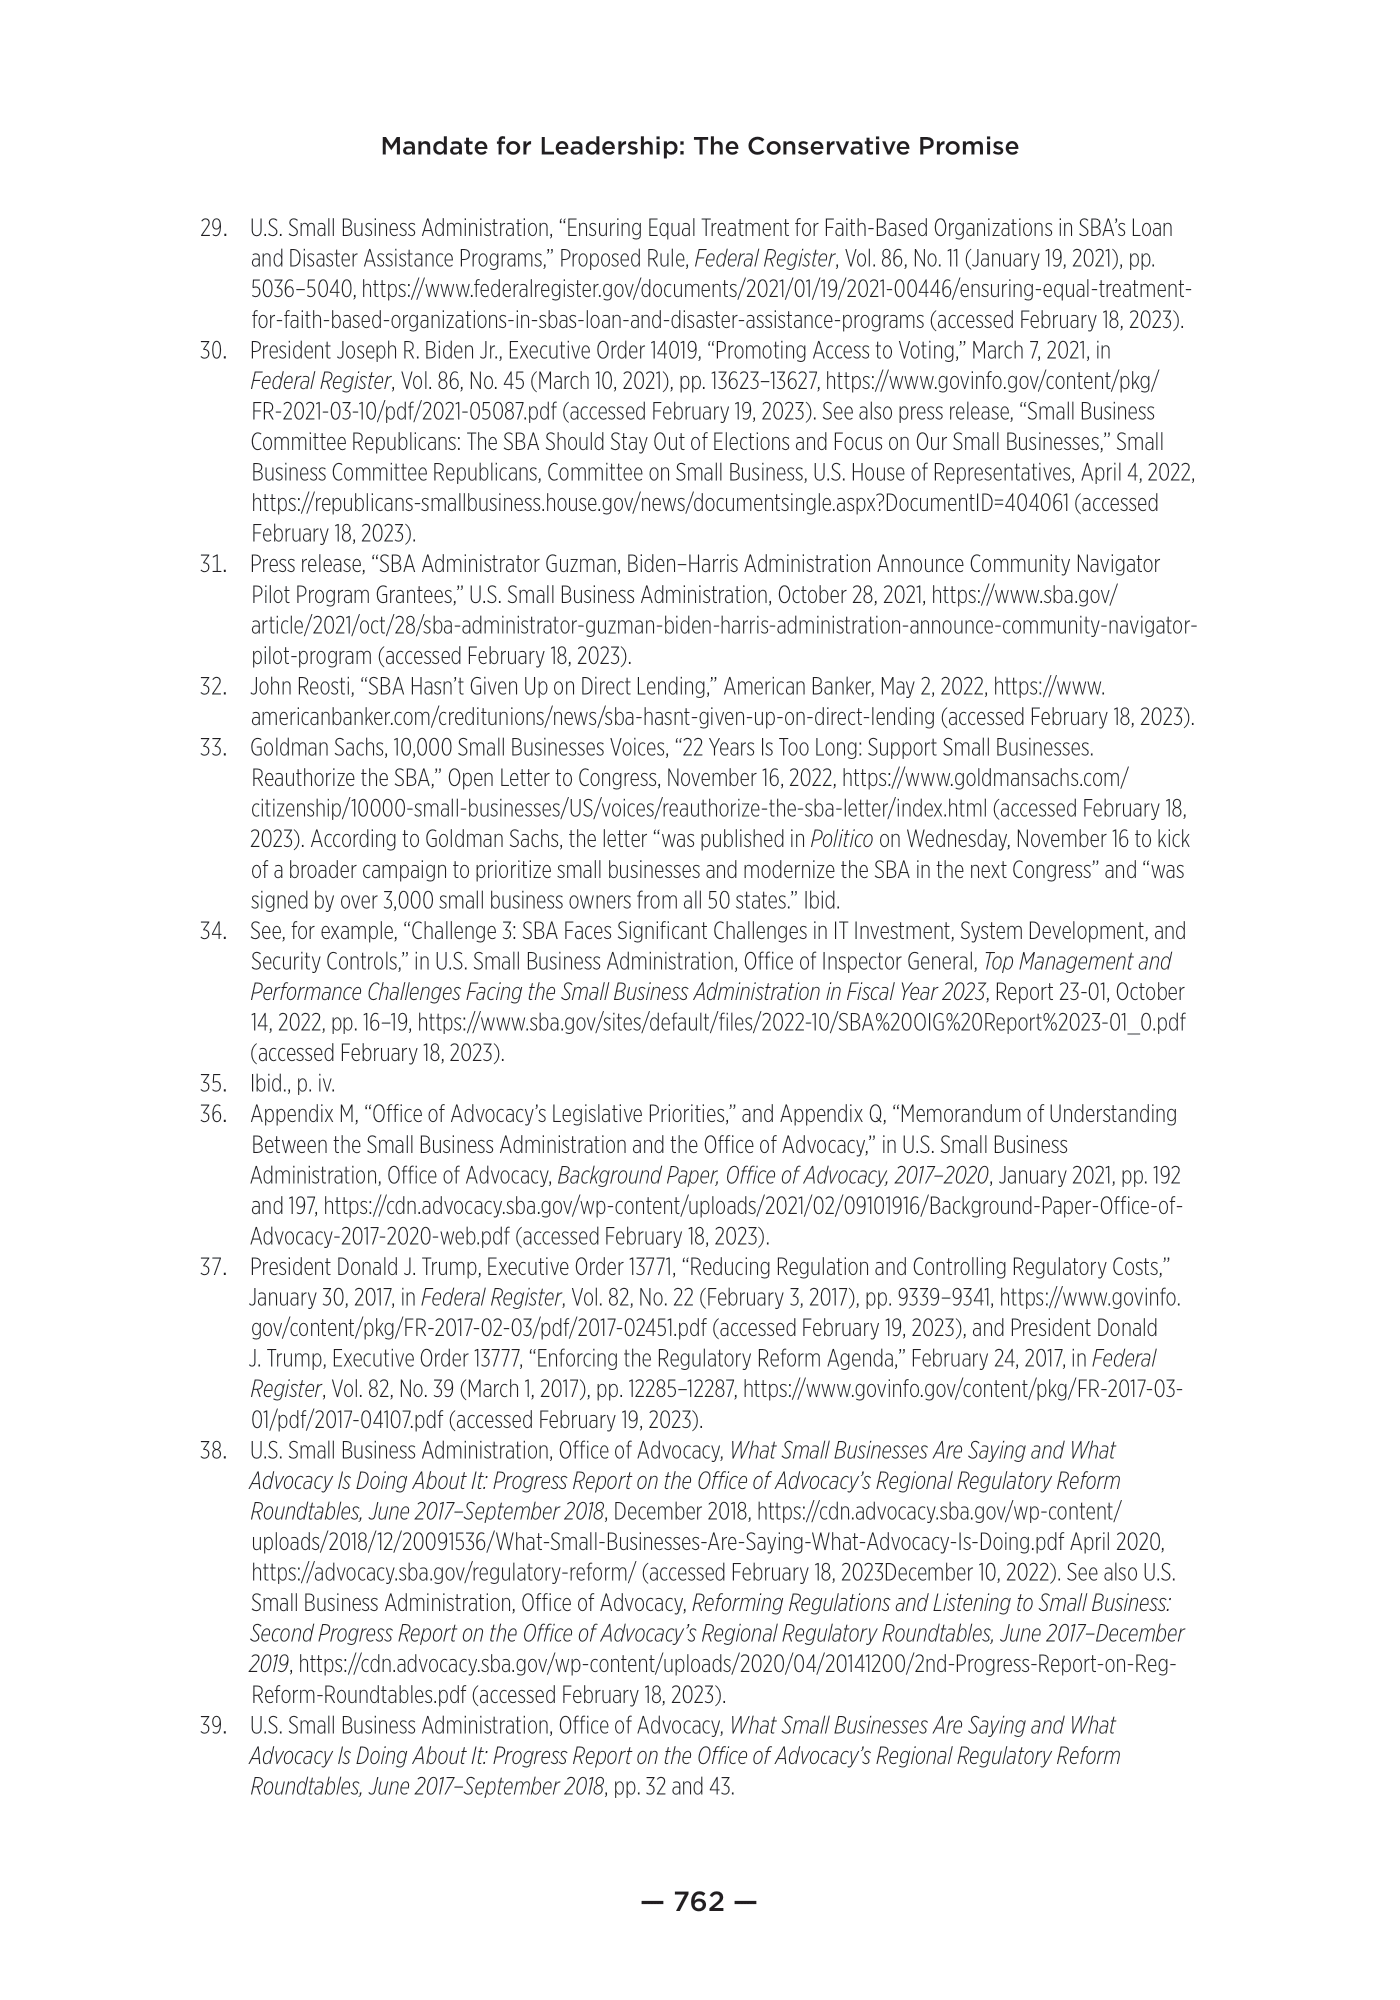 Mandate for Leadership: The Conservative Promise
29. U.S. Small Business Administration, “Ensuring Equal Treatment for Faith-Based Organizations in SBA’s Loan
and Disaster Assistance Programs,” Proposed Rule, Federal Register, Vol. 86, No. 11 (January 19, 2021), pp.
5036–5040, https://www.federalregister.gov/documents/2021/01/19/2021-00446/ensuring-equal-treatment-
for-faith-based-organizations-in-sbas-loan-and-disaster-assistance-programs (accessed February 18, 2023).
30. President Joseph R. Biden Jr., Executive Order 14019, “Promoting Access to Voting,” March 7, 2021, in
Federal Register, Vol. 86, No. 45 (March 10, 2021), pp. 13623–13627, https://www.govinfo.gov/content/pkg/
FR-2021-03-10/pdf/2021-05087.pdf (accessed February 19, 2023). See also press release, “Small Business
Committee Republicans: The SBA Should Stay Out of Elections and Focus on Our Small Businesses,” Small
Business Committee Republicans, Committee on Small Business, U.S. House of Representatives, April 4, 2022,
https://republicans-smallbusiness.house.gov/news/documentsingle.aspx?DocumentID=404061 (accessed
February 18, 2023).
31. Press release, “SBA Administrator Guzman, Biden–Harris Administration Announce Community Navigator
Pilot Program Grantees,” U.S. Small Business Administration, October 28, 2021, https://www.sba.gov/
article/2021/oct/28/sba-administrator-guzman-biden-harris-administration-announce-community-navigator-
pilot-program (accessed February 18, 2023).
32. John Reosti, “SBA Hasn’t Given Up on Direct Lending,” American Banker, May 2, 2022, https://www.
americanbanker.com/creditunions/news/sba-hasnt-given-up-on-direct-lending (accessed February 18, 2023).
33. Goldman Sachs, 10,000 Small Businesses Voices, “22 Years Is Too Long: Support Small Businesses.
Reauthorize the SBA,” Open Letter to Congress, November 16, 2022, https://www.goldmansachs.com/
citizenship/10000-small-businesses/US/voices/reauthorize-the-sba-letter/index.html (accessed February 18,
2023). According to Goldman Sachs, the letter “was published in Politico on Wednesday, November 16 to kick
of a broader campaign to prioritize small businesses and modernize the SBA in the next Congress” and “was
signed by over 3,000 small business owners from all 50 states.” Ibid.
34. See, for example, “Challenge 3: SBA Faces Significant Challenges in IT Investment, System Development, and
Security Controls,” in U.S. Small Business Administration, Office of Inspector General, Top Management and
Performance Challenges Facing the Small Business Administration in Fiscal Year 2023, Report 23-01, October
14, 2022, pp. 16–19, https://www.sba.gov/sites/default/files/2022-10/SBA%20OIG%20Report%2023-01_0.pdf
(accessed February 18, 2023).
35. Ibid., p. iv.
36. Appendix M, “Office of Advocacy’s Legislative Priorities,” and Appendix Q, “Memorandum of Understanding
Between the Small Business Administration and the Office of Advocacy,” in U.S. Small Business
Administration, Office of Advocacy, Background Paper, Office of Advocacy, 2017–2020, January 2021, pp. 192
and 197, https://cdn.advocacy.sba.gov/wp-content/uploads/2021/02/09101916/Background-Paper-Office-of-
Advocacy-2017-2020-web.pdf (accessed February 18, 2023).
37. President Donald J. Trump, Executive Order 13771, “Reducing Regulation and Controlling Regulatory Costs,”
January 30, 2017, in Federal Register, Vol. 82, No. 22 (February 3, 2017), pp. 9339–9341, https://www.govinfo.
gov/content/pkg/FR-2017-02-03/pdf/2017-02451.pdf (accessed February 19, 2023), and President Donald
J. Trump, Executive Order 13777, “Enforcing the Regulatory Reform Agenda,” February 24, 2017, in Federal
Register, Vol. 82, No. 39 (March 1, 2017), pp. 12285–12287, https://www.govinfo.gov/content/pkg/FR-2017-03-
01/pdf/2017-04107.pdf (accessed February 19, 2023).
38. U.S. Small Business Administration, Office of Advocacy, What Small Businesses Are Saying and What
Advocacy Is Doing About It: Progress Report on the Office of Advocacy’s Regional Regulatory Reform
Roundtables, June 2017–September 2018, December 2018, https://cdn.advocacy.sba.gov/wp-content/
uploads/2018/12/20091536/What-Small-Businesses-Are-Saying-What-Advocacy-Is-Doing.pdf April 2020,
https://advocacy.sba.gov/regulatory-reform/ (accessed February 18, 2023December 10, 2022). See also U.S.
Small Business Administration, Office of Advocacy, Reforming Regulations and Listening to Small Business:
Second Progress Report on the Office of Advocacy’s Regional Regulatory Roundtables, June 2017–December
2019, https://cdn.advocacy.sba.gov/wp-content/uploads/2020/04/20141200/2nd-Progress-Report-on-Reg-
Reform-Roundtables.pdf (accessed February 18, 2023).
39. U.S. Small Business Administration, Office of Advocacy, What Small Businesses Are Saying and What
Advocacy Is Doing About It: Progress Report on the Office of Advocacy’s Regional Regulatory Reform
Roundtables, June 2017–September 2018, pp. 32 and 43.
— 762 —